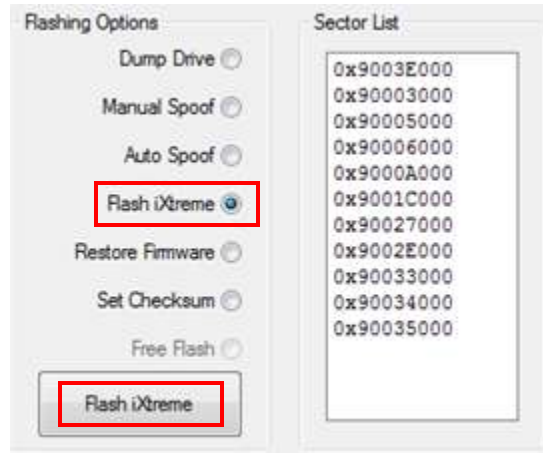 Flashing Options
Dump Drive
Manual Spoof
Auto Spoof
Flash iXtreme
Restore Firmware
Set Checksum
Free Flash
Flash iXtreme
Sector List
0x9003E000
0x90003000
0x90005000
0x90006000
0x9000A000
0x9001C000
0x90027000
0x9002E000
0x90033000
0x90034000
0x90035000